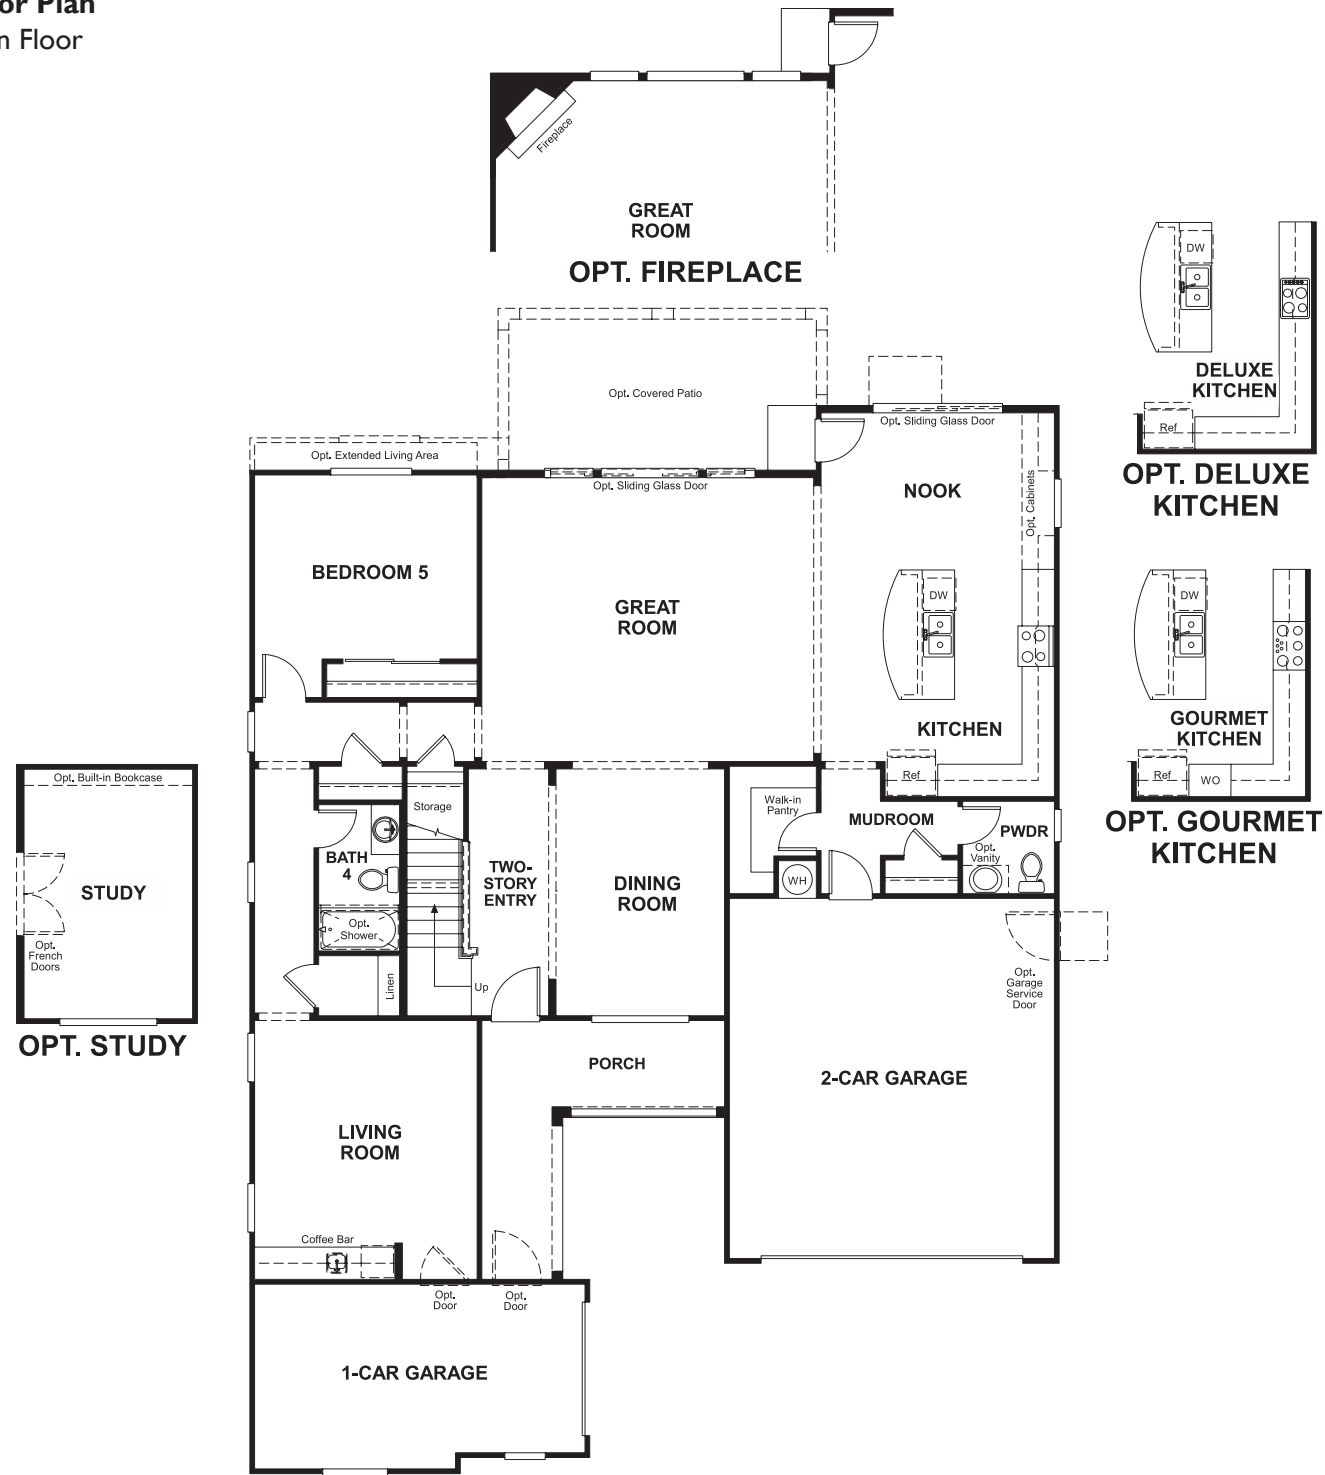 or Plan
n Floor
Fireplace
GREAT
ROOM
OPT. FIREPLACE
DW
DELUXE
KITCHEN
Ref
OPT. DELUXE
KITCHEN
Opt. Covered Patio
Opt. Sliding Glass Door
Opt. Extended Living Area
Opt. Sliding Glass Door
NOOK
Opt. Cabinets
BEDROOM 5
GREAT
ROOM
DW
KITCHEN
Ref
DW
GOURMET
KITCHEN
Ref
WO
OPT. GOURMET
KITCHEN
Opt. Built-in Bookcase
STUDY
Opt.
French
Doors
OPT. STUDY
Storage
BATH
4
Opt.
Shower
Linen
Up
TWO-
STORY
ENTRY
DINING
ROOM
Walk-in
Pantry
WH
MUDROOM
PWDR
Opt.
Vanity
Opt.
Garage
Service
Door
PORCH
2-CAR GARAGE
LIVING
ROOM
Coffee Bar
Opt.
Door
Opt.
Door
1-CAR GARAGE